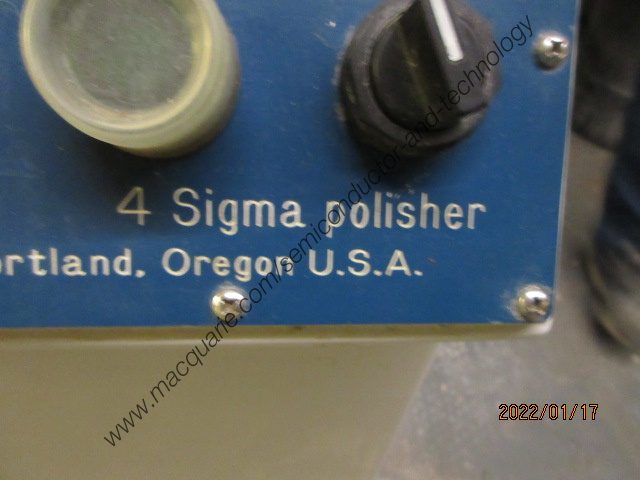 4 Sigma polisher
ortland, Oregon U.S.A.
www.macquarie.com/semiconductor-and-technology
2022/01/17